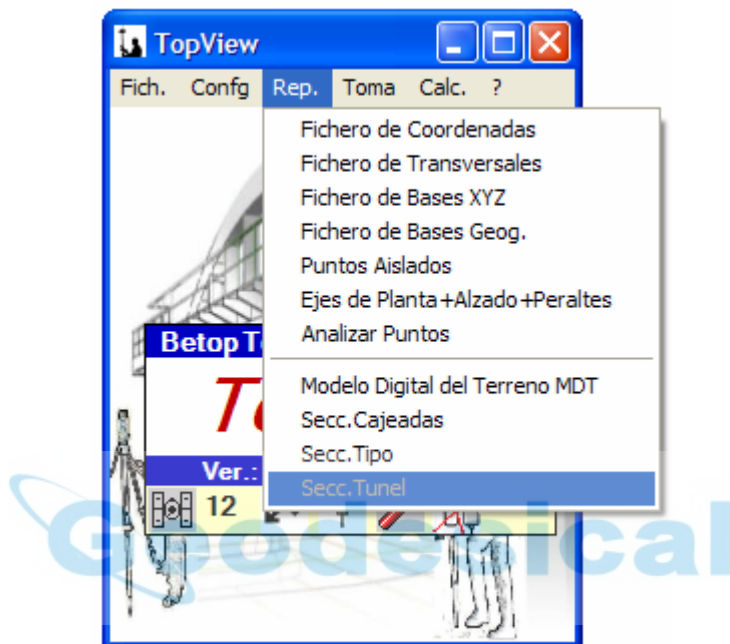 TopView
Fich. Confg Rep. Toma Calc. ?
Fichero de Coordenadas
Fichero de Transversales
Fichero de Bases XYZ
Fichero de Bases Geog.
Puntos Aislados
Ejes de Planta+Alzado+Peraltes
Analizar Puntos
Modelo Digital del Terreno MDT
Secc.Cajeadas
Secc.Tipo
Secc.Tunel
Betop
Ver.:
12
Geodesical